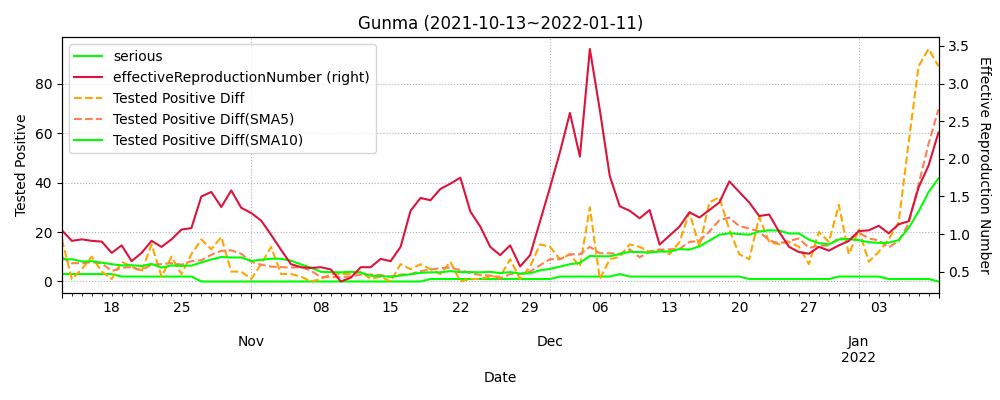 Gunma (2021-10-13~2022-01-11)
serious
effectiveReproductionNumber (right)
Tested Positive Diff
Tested Positive Diff(SMA5)
Tested Positive Diff(SMA10)
Tested Positive
80
60
40
20
0
3.5
3.0
2.5
2.0
1.5
1.0
0.5
Effective Reproduction Number
18 25 08 15 22 29 06 13 20 27 03
Nov Dec Jan
2022
Date